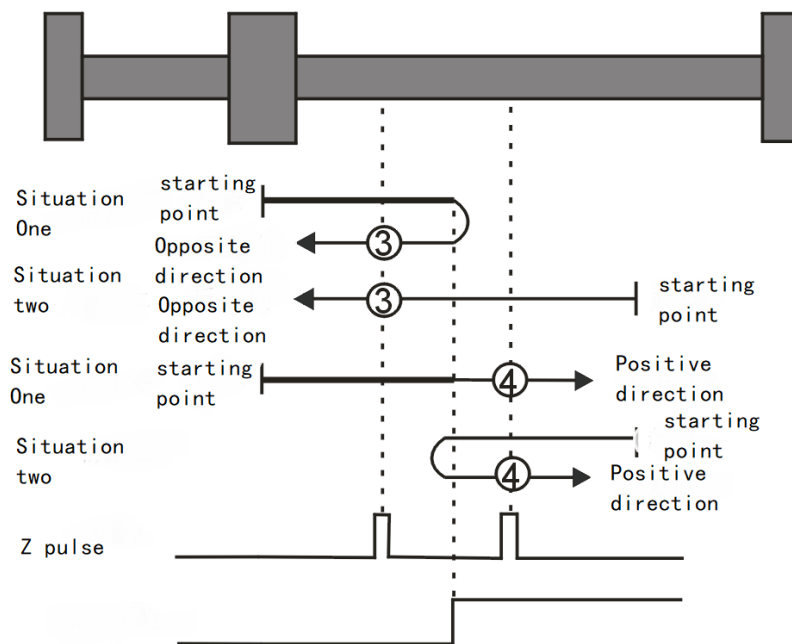 Situation
One
starting
point
Opposite
direction
③
Situation
two
Opposite
direction
③
starting
point
Situation
One
starting
point
④
Positive
direction
Situation
two
starting
point
④
Positive
direction
Z pulse